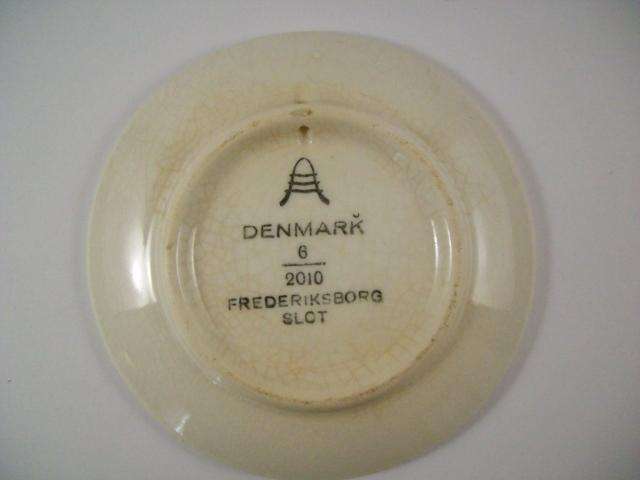 DENMARK
6
2010
FREDERIKSBORG
SLOT